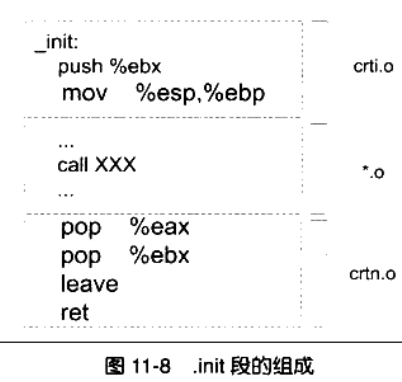 _init:
push %ebx
mov %esp,%ebp
crti.o
...
call XXX
...
*.o
pop %eax
pop %ebx
leave
ret
crtn.o
图 11-8 .init 段的组成